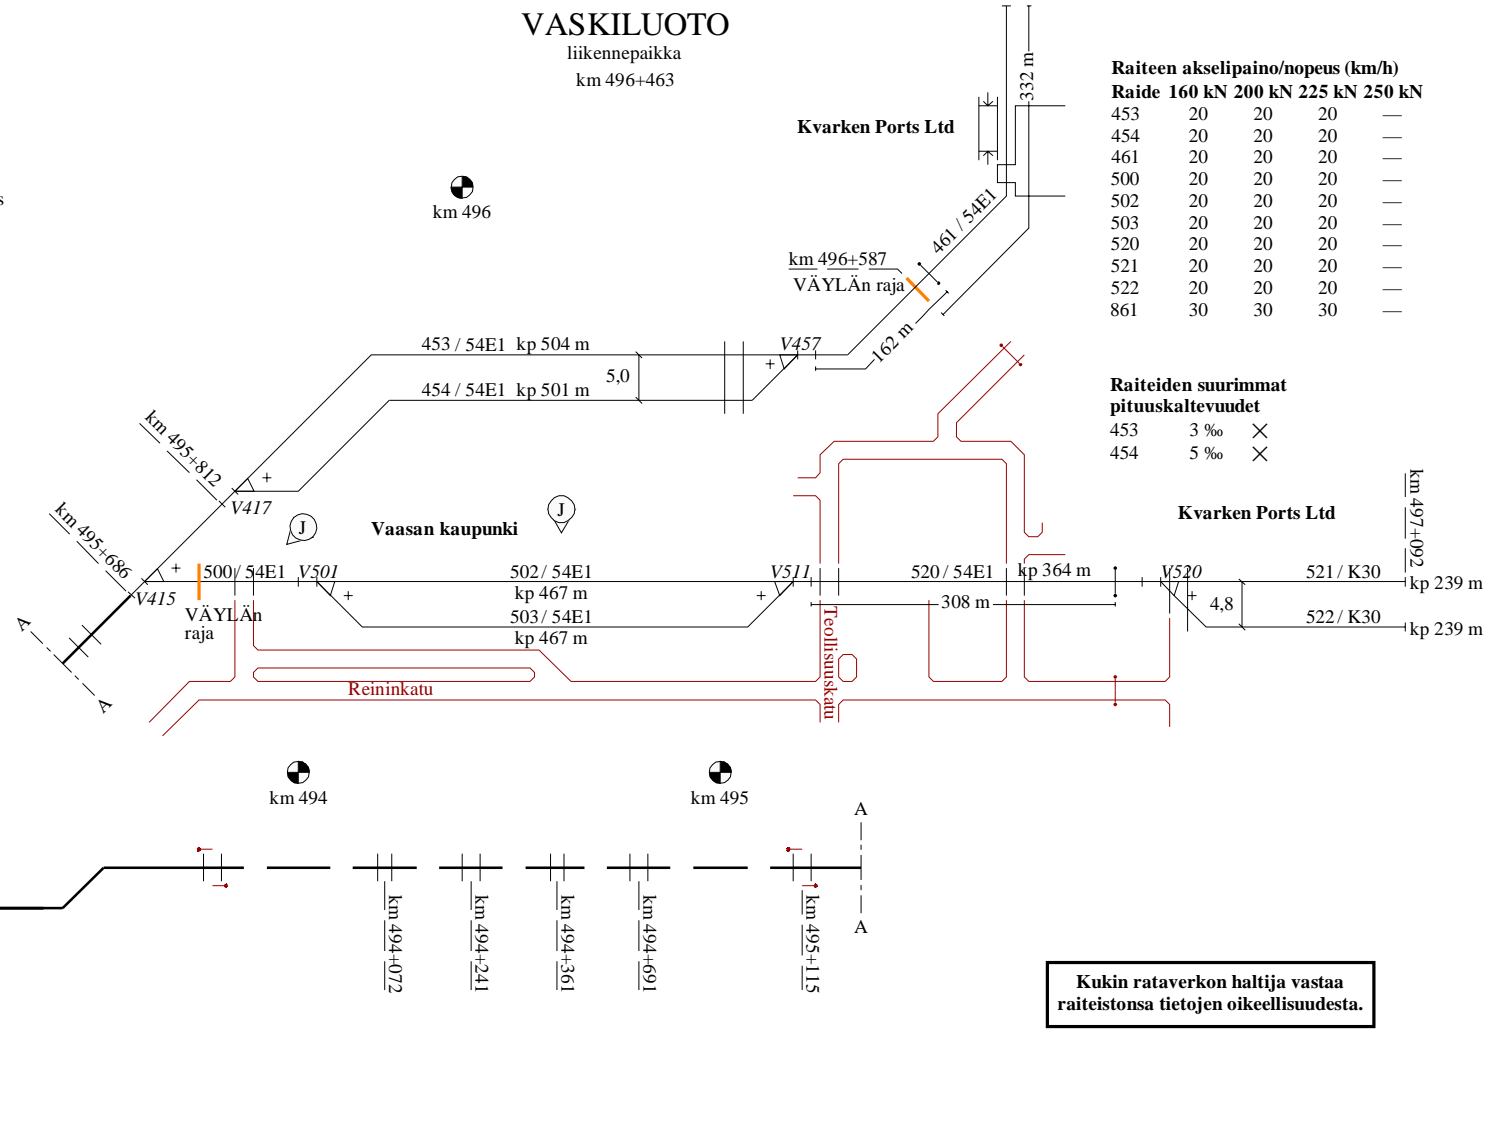 VASKILUOTO
liikennepaikka
km 496+463
332 m
Raiteen akselipaino/nopeus (km/h)
Raide 160 kN 200 kN 225 kN 250 kN
453 20 20 20 —
454 20 20 20 —
461 20 20 20 —
500 20 20 20 —
502 20 20 20 —
503 20 20 20 —
520 20 20 20 —
521 20 20 20 —
522 20 20 20 —
861 30 30 30 —
Kvarken Ports Ltd
s
km 496
461 / 54E1
km 496+587
VÄYLÄn raja
162 m
453 / 54E1 kp 504 m
V457
+
5,0
454 / 54E1 kp 501 m
Raiteiden suurimmat
pituuskaltevuudet
453 3 ‰ ×
454 5 ‰ ×
km 495+812
+
V417
J
J
Vaasan kaupunki
Kvarken Ports Ltd
km 497+092
km 495+686
+
V415
500 / 54E1
V501
502 / 54E1
kp 467 m
V511
520 / 54E1
kp 364 m
V520
521 / K30
kp 239 m
VÄYLÄn
raja
+
503 / 54E1
kp 467 m
+
308 m
+
4,8
522 / K30
kp 239 m
A
A
Reininkatu
Teollisuuskatu
km 494
km 495
A
km 494+072
km 494+241
km 494+361
km 494+691
km 495+115
A
Kukin rataverkon haltija vastaa
raiteistonsa tietojen oikeellisuudesta.